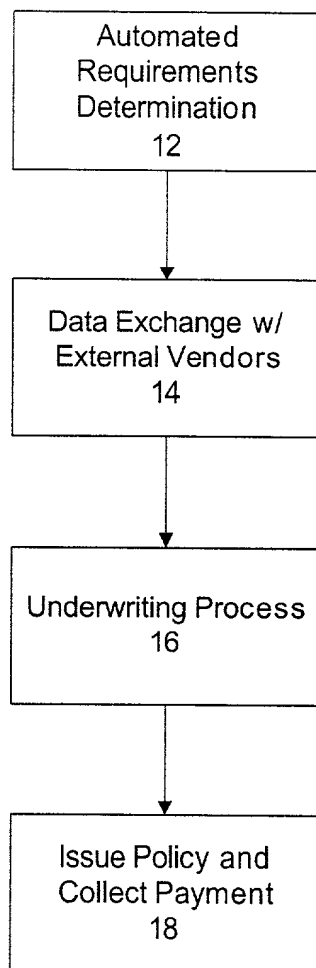 Automated
Requirements
Determination
12
Data Exchange w/
External Vendors
14
Underwriting Process
16
Issue Policy and
Collect Payment
18